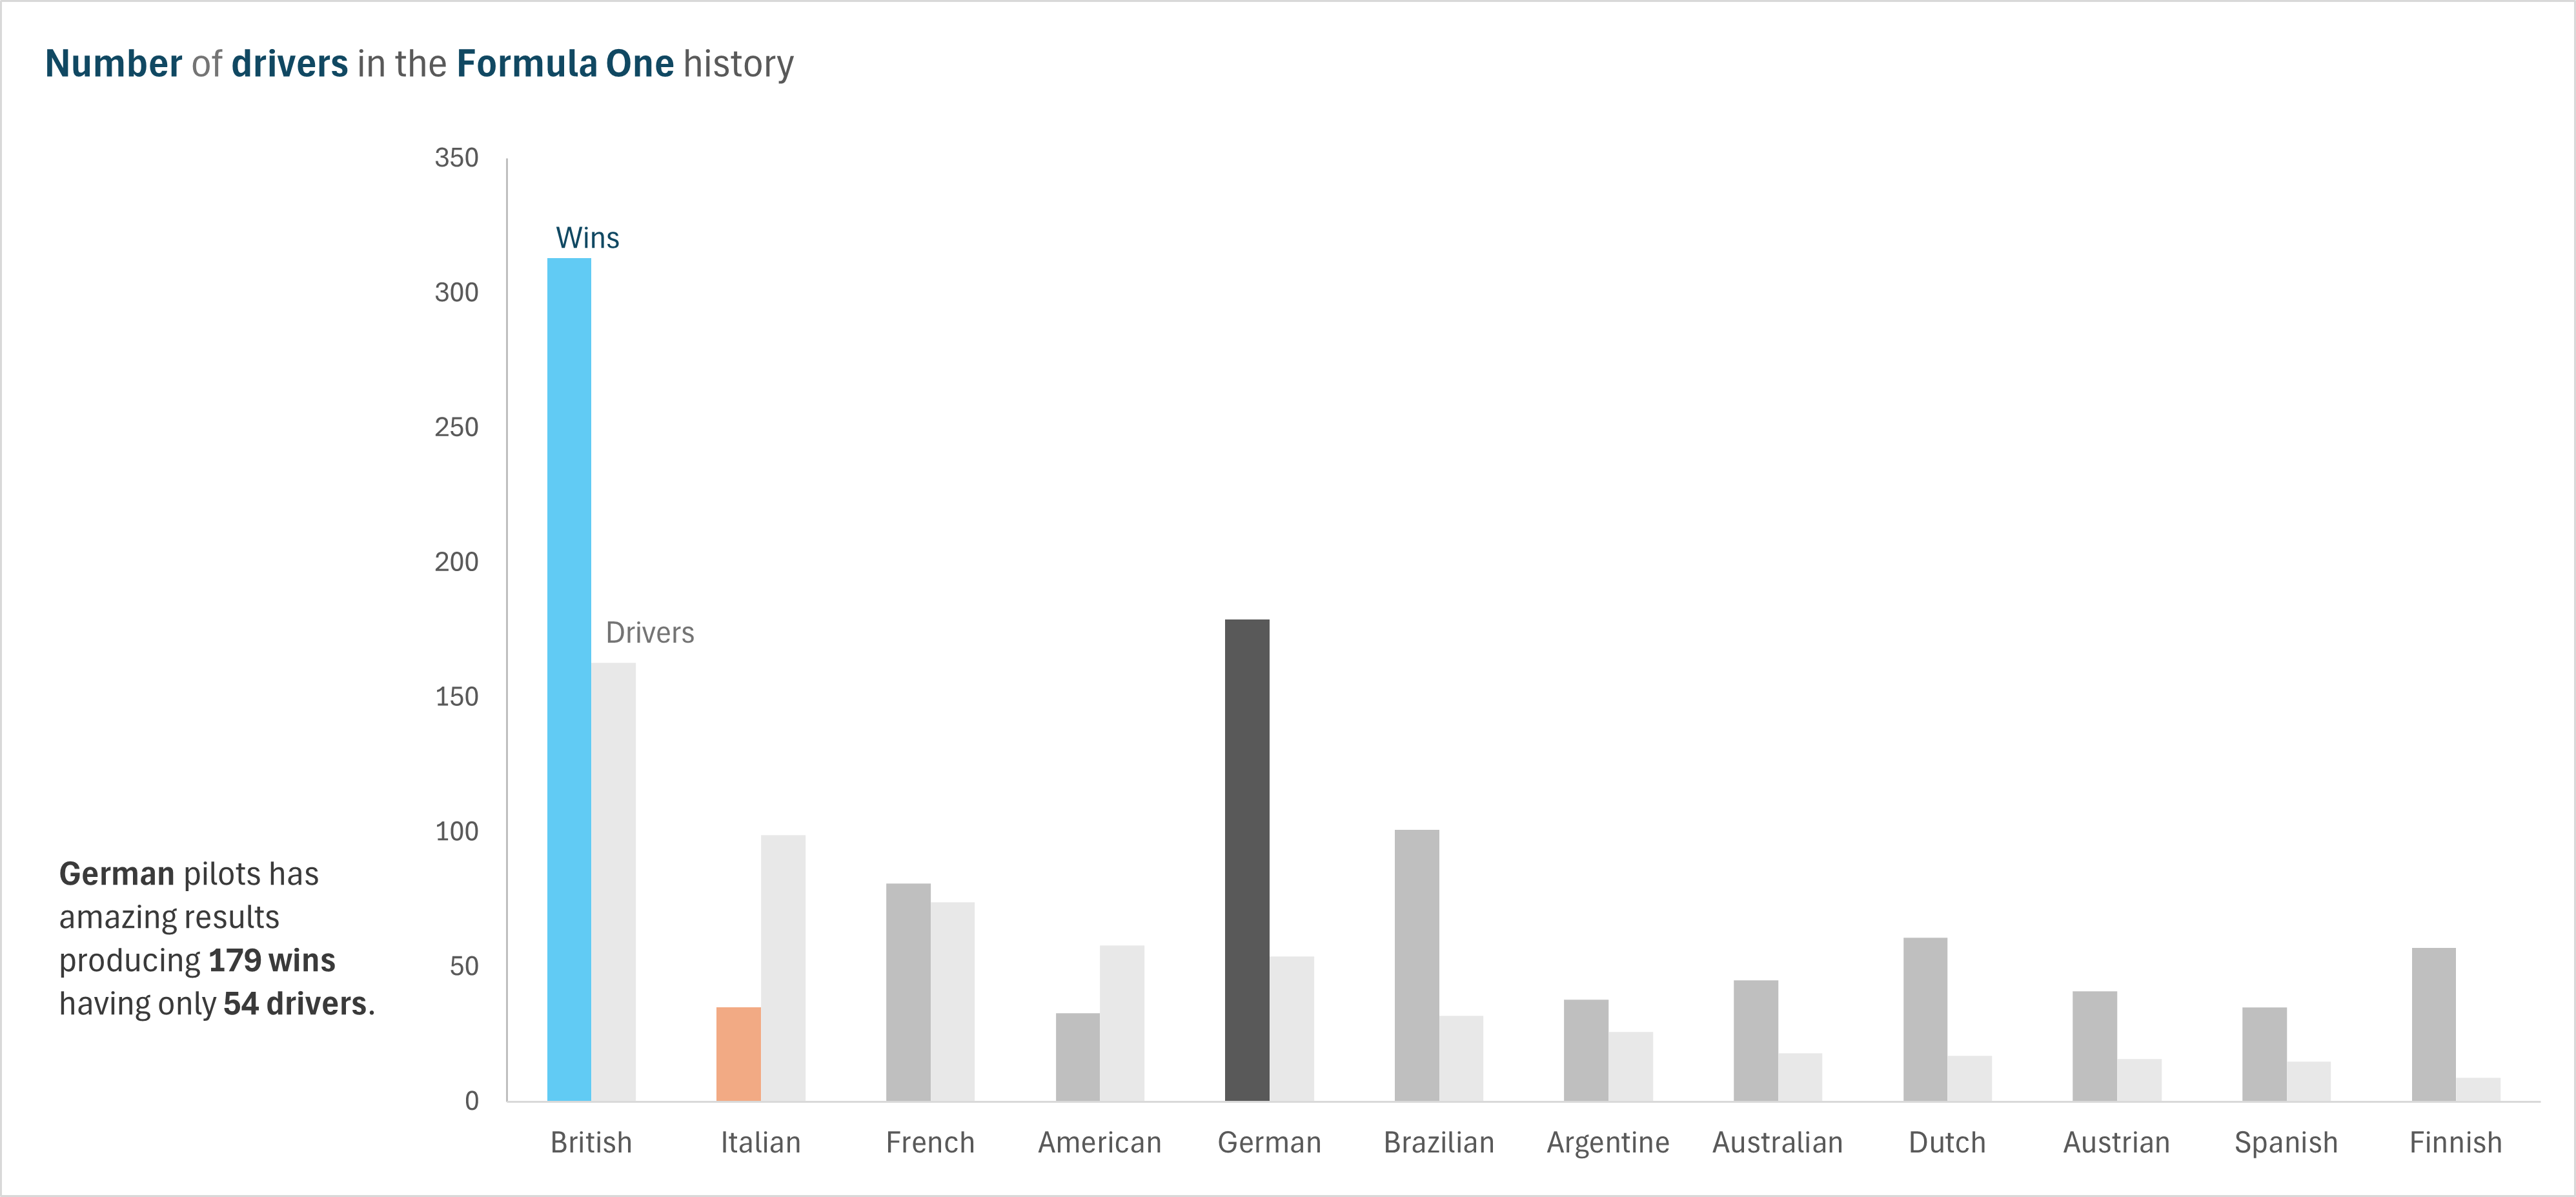 Number of drivers in the Formula One history
350
Wins
300
250
200
Drivers
150
100
German pilots has
amazing results
producing 179 wins
having only 54 drivers.
50
0
British Italian French American German Brazilian Argentine Australian Dutch Austrian Spanish Finnish